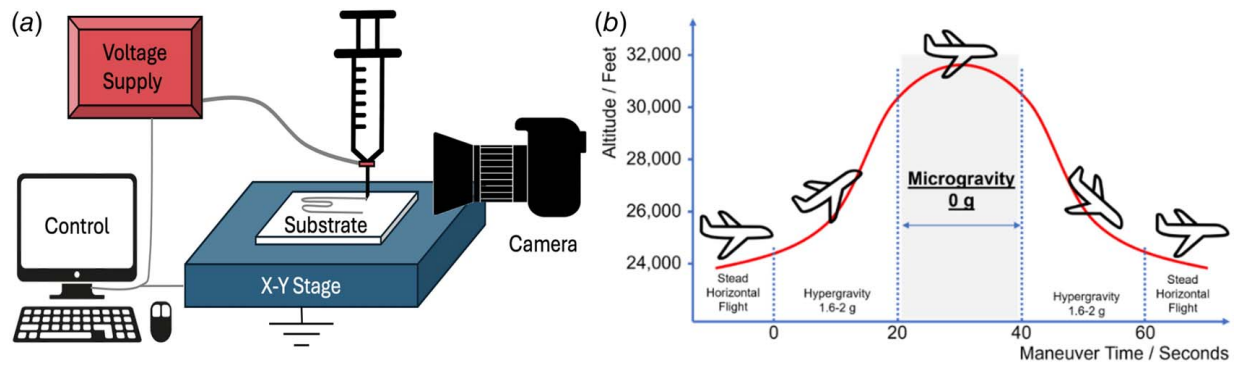 (a)
Voltage
Supply
Control
Substrate
X-Y Stage
Camera
(b)
Altitude / Feet
32,000
30,000
28,000
26,000
24,000
Microgravity
0 g
Stead
Horizontal
Flight
Hypergravity
1.6-2 g
Hypergravity
1.6-2 g
Stead
Horizontal
Flight
0
20
40
60
Maneuver Time / Seconds